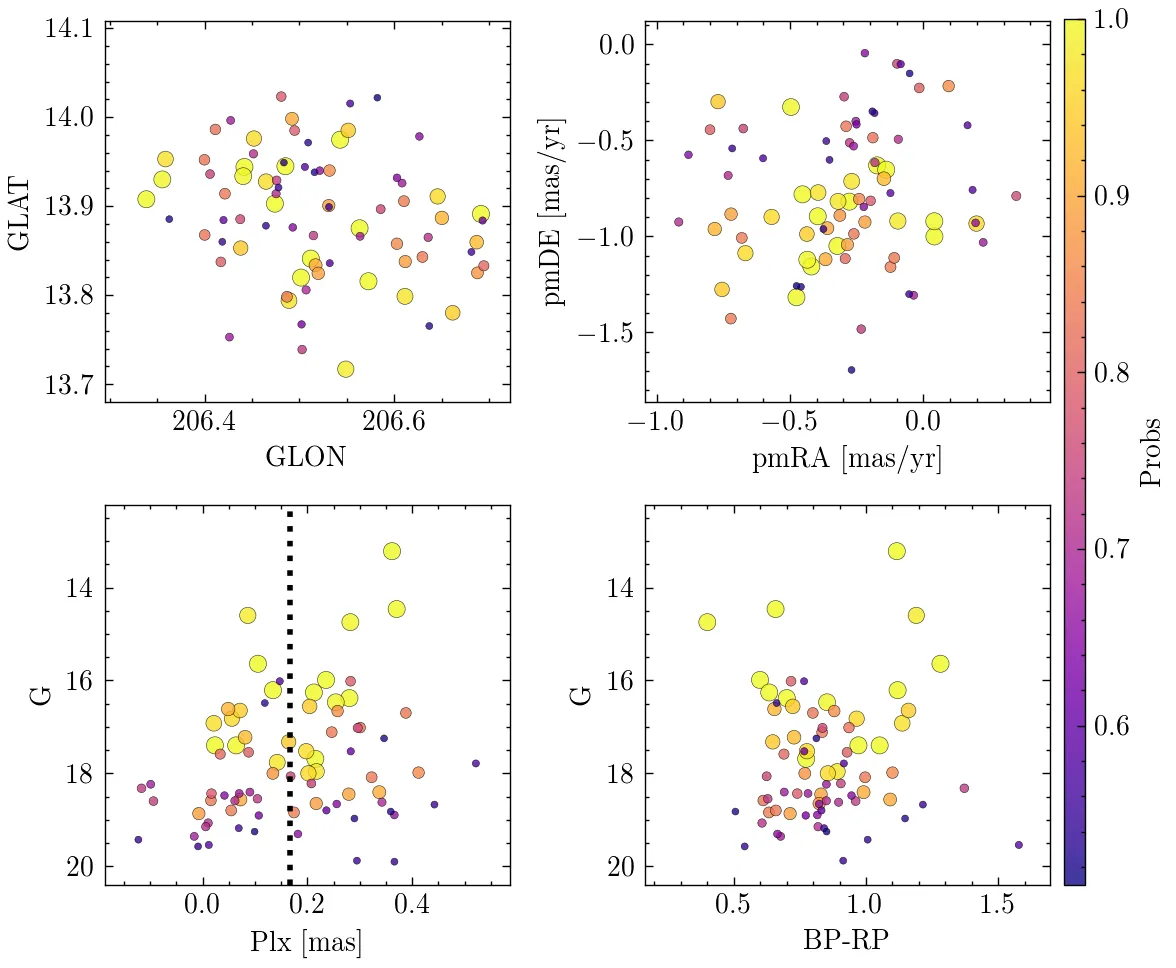 14.1
14.0
13.9
13.8
13.7
GLAT
206.4 206.6
GLON
0.0
−0.5
−1.0
−1.5
pmDE [mas/yr]
−1.0 −0.5 0.0
pmRA [mas/yr]
14
16
18
20
G
0.0 0.2 0.4
Plx [mas]
14
16
18
20
G
0.5 1.0 1.5
BP-RP
1.0
0.9
0.8
0.7
0.6
Probs